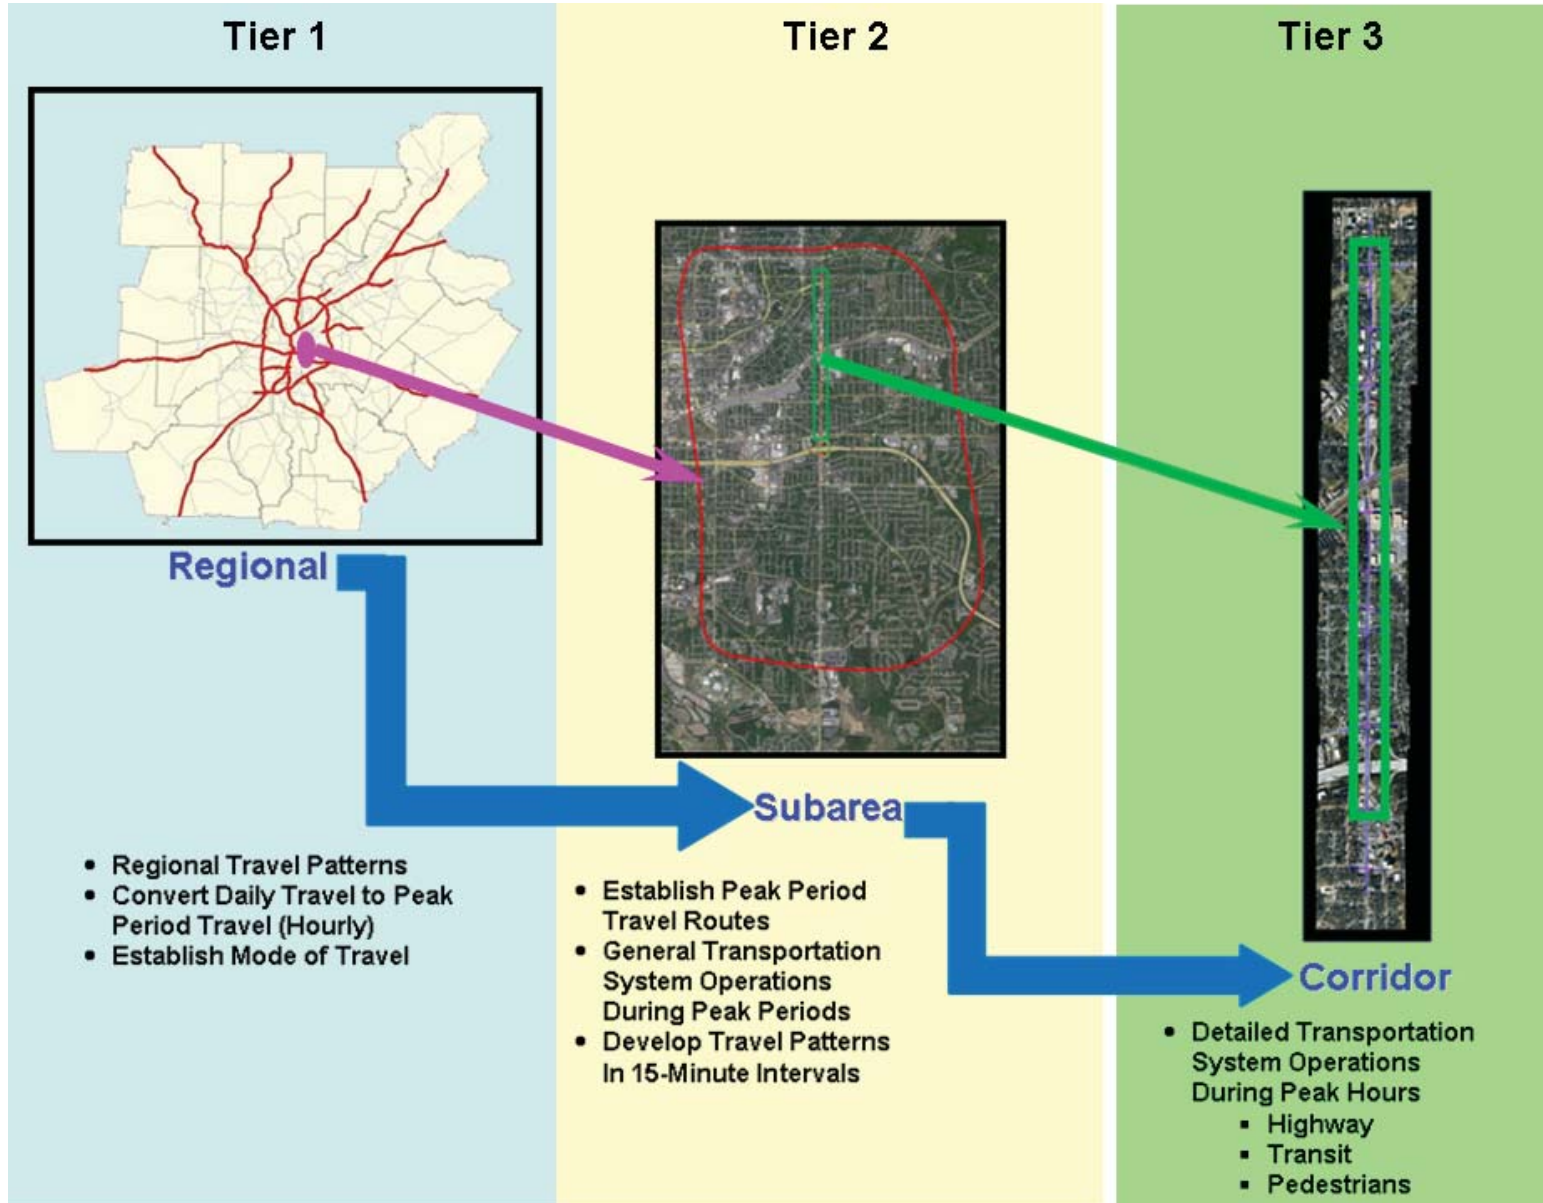 Tier 1
Tier 2
Tier 3
Regional
• Regional Travel Patterns
• Convert Daily Travel to Peak
Period Travel (Hourly)
• Establish Mode of Travel
Subarea
• Establish Peak Period
Travel Routes
• General Transportation
System Operations
During Peak Periods
• Develop Travel Patterns
In 15-Minute Intervals
Corridor
• Detailed Transportation
System Operations
During Peak Hours
▪ Highway
▪ Transit
▪ Pedestrians